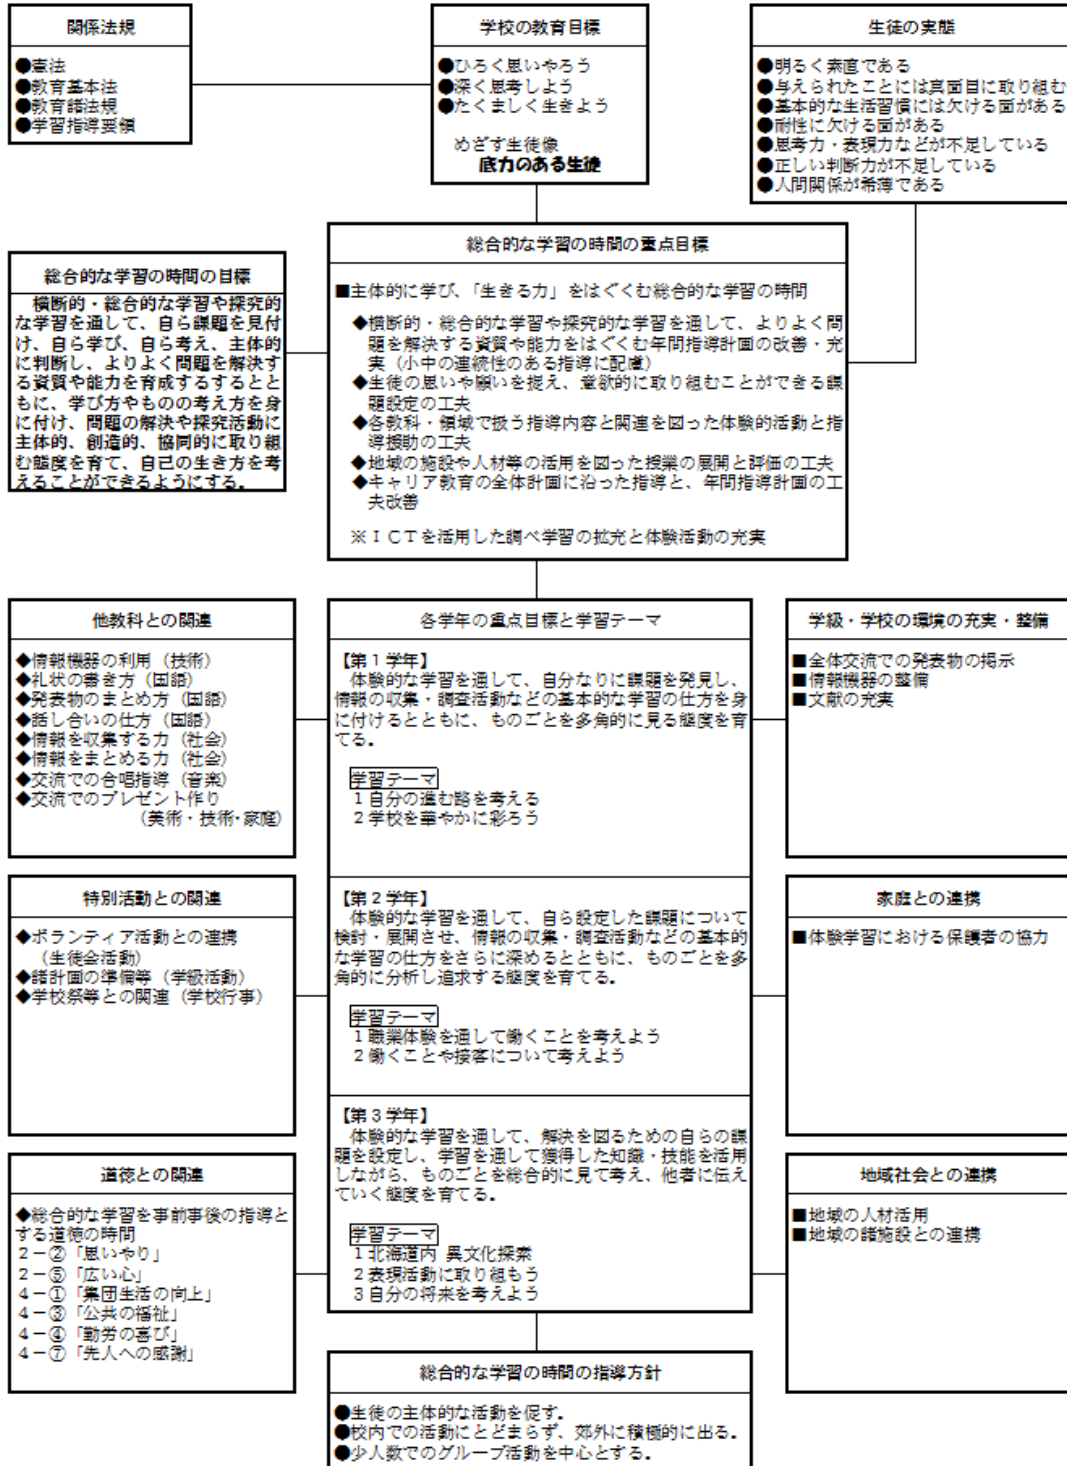 関係法規
●憲法
●教育基本法
●教育諸法規
●学習指導要領
学校の教育目標
●ひろく思いやろう
●深く思考しよう
●たくましく生きよう
めざす生徒像
底力のある生徒
生徒の実態
●明るく素直である
●与えられたことには真面目に取り組む
●基本的な生活習慣には欠ける面がある
●耐性に欠ける面がある
●思考力・表現力などが不足している
●正しい判断力が不足している
●人間関係が希薄である
総合的な学習の時間の目標
横断的・総合的な学習や探究的
な学習を通して、自ら課題を見付
け、自ら学び、自ら考え、主体的
に判断し、よりよく問題を解決す
る資質や能力を育成するするとと
もに、学び方やものの考え方を身
に付け、問題の解決や探究活動に
主体的、創造的、協同的に取り組
む態度を育て、自己の生き方を考
えることができるようにする。
総合的な学習の時間の重点目標
■主体的に学び、「生きる力」をはぐくむ総合的な学習の時間
◆横断的・総合的な学習や探究的な学習を通して、よりよく問
題を解決する資質や能力をはぐくむ年間指導計画の改善・充
実（小中の連続性のある指導に配慮）
◆生徒の思いや願いを捉え、意欲的に取り組むことができる課
題設定の工夫
◆各教科・領域で扱う指導内容と関連を図った体験的活動と指
導援助の工夫
◆地域の施設や人材等の活用を図った授業の展開と評価の工夫
◆キャリア教育の全体計画に沿った指導と、年間指導計画の工
夫改善
※ＩＣＴを活用した調べ学習の拡充と体験活動の充実
他教科との関連
◆情報機器の利用（技術）
◆礼状の書き方（国語）
◆発表物のまとめ方（国語）
◆話し合いの仕方（国語）
◆情報を収集する力（社会）
◆情報をまとめる力（社会）
◆交流での合唱指導（音楽）
◆交流でのプレゼント作り
（美術・技術・家庭）
各学年の重点目標と学習テーマ
【第１学年】
体験的な学習を通して、自分なりに課題を発見し、
情報の収集・調査活動などの基本的な学習の仕方を身
に付けるとともに、ものごとを多角的に見る態度を育
てる。
学習テーマ
１自分の進む路を考える
２学校を華やかに彩ろう
学級・学校の環境の充実・整備
■全体交流での発表物の掲示
■情報機器の整備
■文献の充実
特別活動との関連
◆ボランティア活動との連携
（生徒会活動）
◆諸計画の準備等（学級活動）
◆学校祭等との関連（学校行事）
【第２学年】
体験的な学習を通して、自ら設定した課題について
検討・展開させ、情報の収集・調査活動などの基本的
な学習の仕方をさらに深めるとともに、ものごとを多
角的に分析し追求する態度を育てる。
学習テーマ
１職業体験を通して働くことを考えよう
２働くことや接客について考えよう
家庭との連携
■体験学習における保護者の協力
道徳との関連
◆総合的な学習を事前事後の指導と
する道徳の時間
２－②「思いやり」
２－⑤「広い心」
４－①「集団生活の向上」
４－③「公共の福祉」
４－④「勤労の喜び」
４－⑦「先人への感謝」
【第３学年】
体験的な学習を通して、解決を図るための自らの課
題を設定し、学習を通して獲得した知識・技能を活用
しながら、ものごとを総合的に見て考え、他者に伝え
ていく態度を育てる。
学習テーマ
１北海道内 異文化探索
２表現活動に取り組もう
３自分の将来を考えよう
地域社会との連携
■地域の人材活用
■地域の諸施設との連携
総合的な学習の時間の指導方針
●生徒の主体的な活動を促す。
●校内での活動にとどまらず、郊外に積極的に出る。
●少人数でのグループ活動を中心とする。